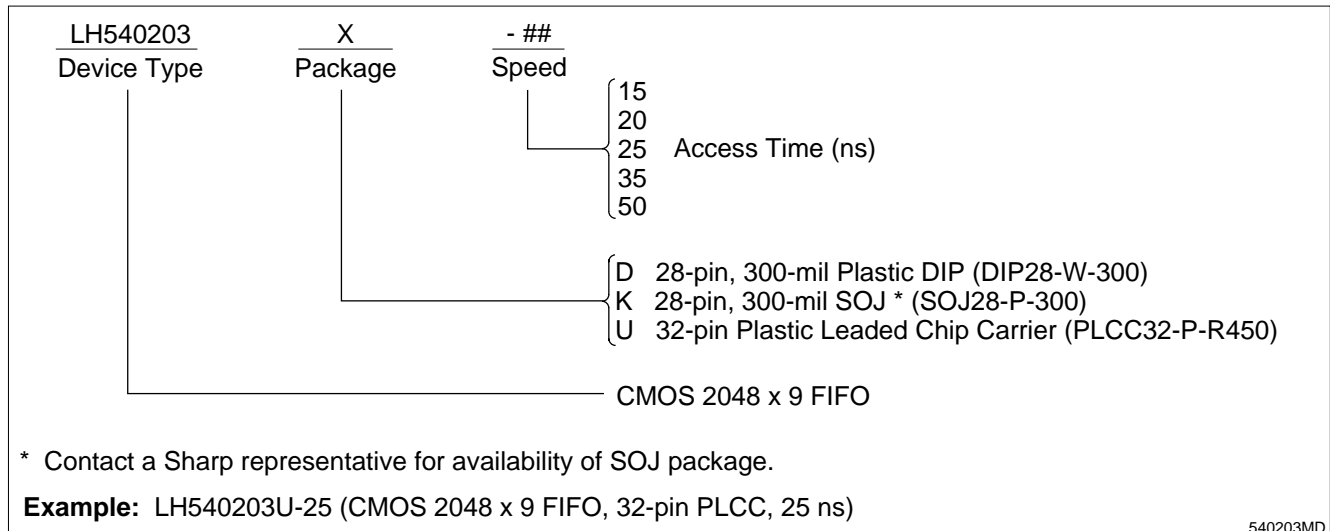 LH540203 X - ##
Device Type Package Speed
15
20
25 Access Time (ns)
35
50
D 28-pin, 300-mil Plastic DIP (DIP28-W-300)
K 28-pin, 300-mil SOJ * (SOJ28-P-300)
U 32-pin Plastic Leaded Chip Carrier (PLCC32-P-R450)
CMOS 2048 x 9 FIFO
* Contact a Sharp representative for availability of SOJ package.
Example: LH540203U-25 (CMOS 2048 x 9 FIFO, 32-pin PLCC, 25 ns)
540203MD